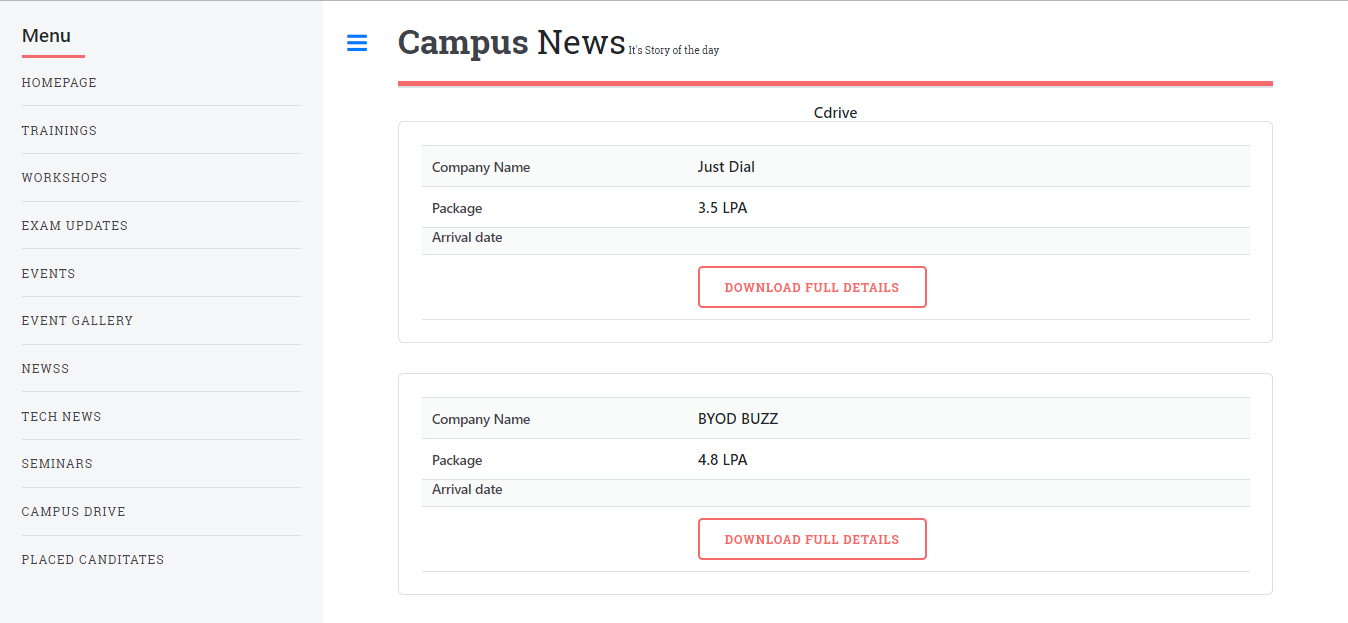 Menu
HOMEPAGE
TRAININGS
WORKSHOPS
EXAM UPDATES
EVENTS
EVENT GALLERY
NEWSS
TECH NEWS
SEMINARS
CAMPUS DRIVE
PLACED CANDITATES
Campus News It's Story of the day
Cdrive
Company Name Just Dial
Package 3.5 LPA
Arrival date
DOWNLOAD FULL DETAILS
Company Name BYOD BUZZ
Package 4.8 LPA
Arrival date
DOWNLOAD FULL DETAILS